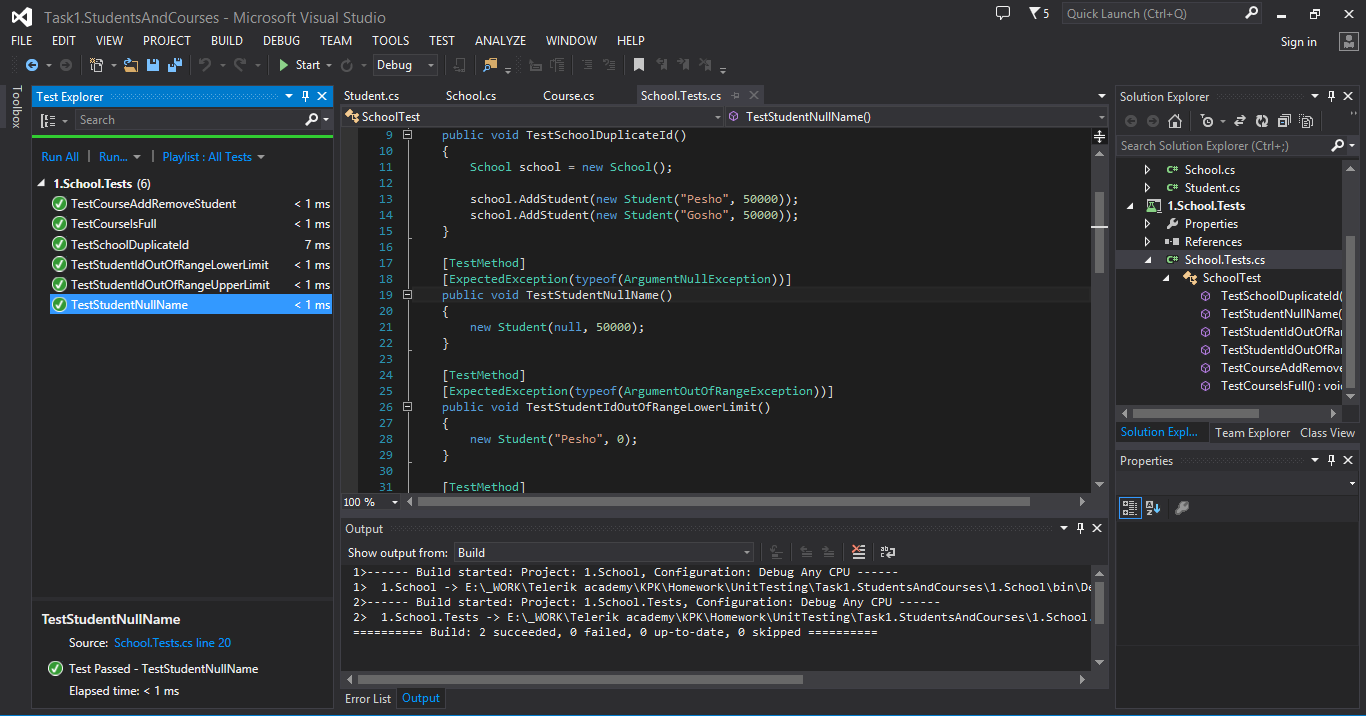 Task1.StudentsAndCourses - Microsoft Visual Studio
5
Quick Launch (Ctrl+Q)
FILE EDIT VIEW PROJECT BUILD DEBUG TEAM TOOLS TEST ANALYZE WINDOW HELP
Sign in
Start Debug
Toolbox
Test Explorer
Search
Run All | Run... | Playlist : All Tests
1.School.Tests (6)
TestCourseAddRemoveStudent < 1 ms
TestCourseIsFull < 1 ms
TestSchoolDuplicateId 7 ms
TestStudentIdOutOfRangeLowerLimit < 1 ms
TestStudentIdOutOfRangeUpperLimit < 1 ms
TestStudentNullName < 1 ms
TestStudentNullName
Source: School.Tests.cs line 20
Test Passed - TestStudentNullName
Elapsed time: < 1 ms
Student.cs School.cs Course.cs School.Tests.cs
SchoolTest TestStudentNullName()
9 public void TestSchoolDuplicateId()
10 {
11 School school = new School();
12
13 school.AddStudent(new Student("Pesho", 50000));
14 school.AddStudent(new Student("Gosho", 50000));
15 }
16
17 [TestMethod]
18 [ExpectedException(typeof(ArgumentNullException))]
19 public void TestStudentNullName()
20 {
21 new Student(null, 50000);
22 }
23
24 [TestMethod]
25 [ExpectedException(typeof(ArgumentOutOfRangeException))]
26 public void TestStudentIdOutOfRangeLowerLimit()
27 {
28 new Student("Pesho", 0);
29 }
30
31 [TestMethod]
100 %
Output
Show output from: Build
1>------ Build started: Project: 1.School, Configuration: Debug Any CPU ------
1> 1.School -> E:\_WORK\Telerik academy\KPK\Homework\UnitTesting\Task1.StudentsAndCourses\1.School\bin\De
2>------ Build started: Project: 1.School.Tests, Configuration: Debug Any CPU ------
2> 1.School.Tests -> E:\_WORK\Telerik academy\KPK\Homework\UnitTesting\Task1.StudentsAndCourses\1.School.
========== Build: 2 succeeded, 0 failed, 0 up-to-date, 0 skipped ==========
Error List Output
Solution Explorer
Search Solution Explorer (Ctrl+;)
C# School.cs
C# Student.cs
1.School.Tests
Properties
References
C# School.Tests.cs
SchoolTest
TestSchoolDuplicateId(
TestStudentNullName(
TestStudentIdOutOfRa
TestStudentIdOutOfRa
TestCourseAddRemove
TestCourseIsFull() : voi
Solution Expl... Team Explorer Class View
Properties